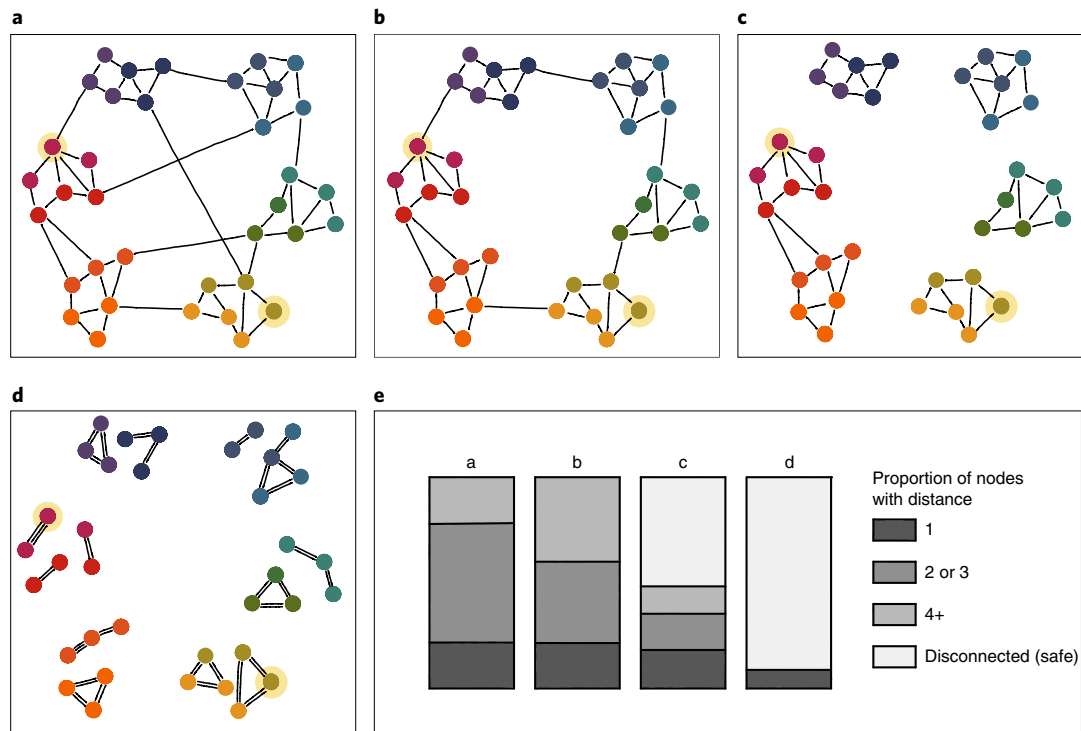 a
b
c
d
e
a
b
c
d
Proportion of nodes
with distance
1
2 or 3
4+
Disconnected (safe)